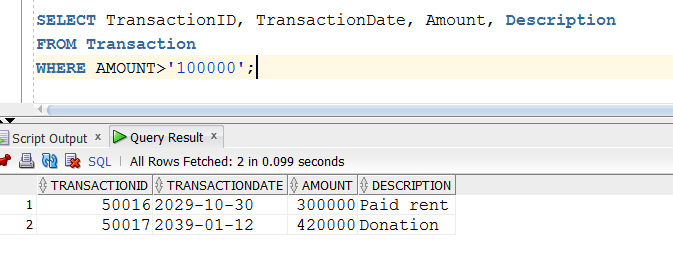 SELECT TransactionID, TransactionDate, Amount, Description
FROM Transaction
WHERE AMOUNT>'100000';
Script Output x Query Result x
SQL | All Rows Fetched: 2 in 0.099 seconds
TRANSACTIONID TRANSACTIONDATE AMOUNT DESCRIPTION
1 50016 2029-10-30 300000 Paid rent
2 50017 2039-01-12 420000 Donation